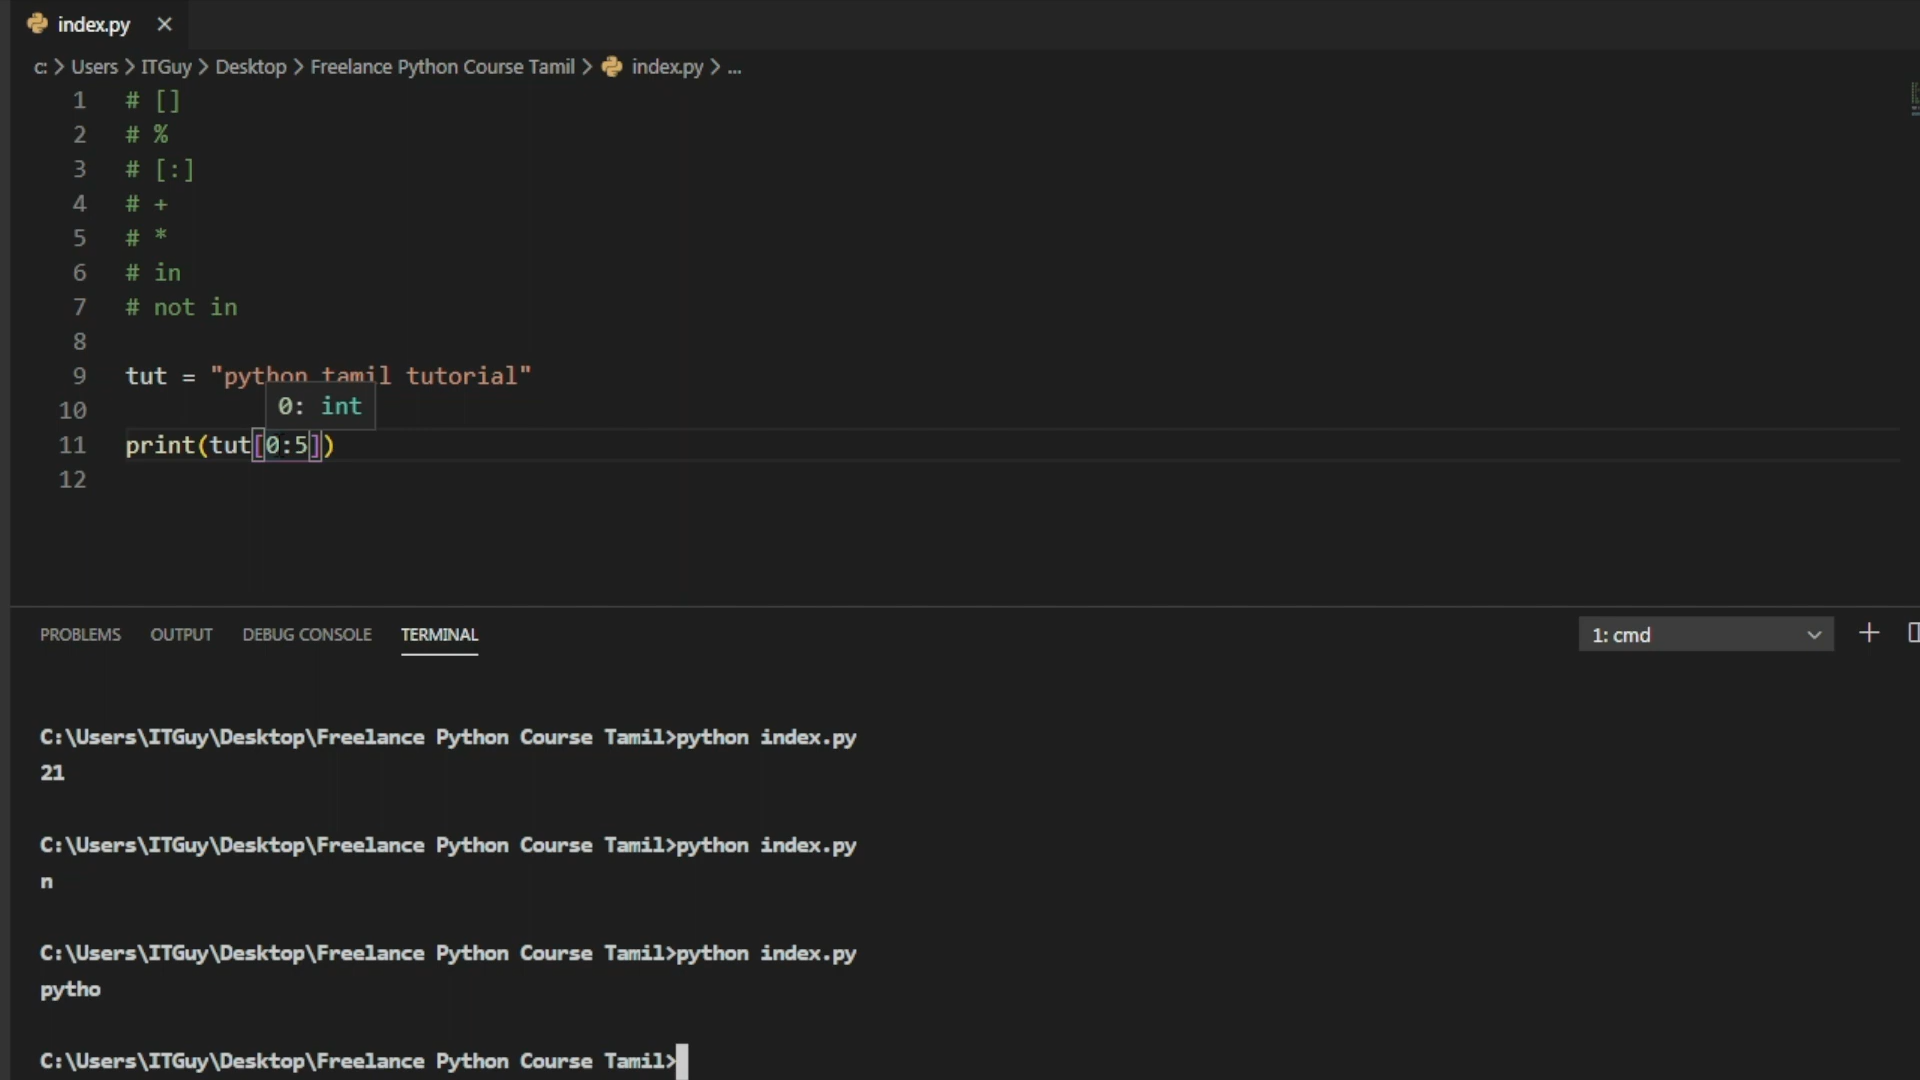 index.py
c: > Users > ITGuy > Desktop > Freelance Python Course Tamil > index.py > ...
1 # []
2 # %
3 # [:]
4 # +
5 # *
6 # in
7 # not in
8
9 tut = "python tamil tutorial"
0: int
10
11 print(tut[0:5])
12
PROBLEMS OUTPUT DEBUG CONSOLE TERMINAL 1: cmd
C:\Users\ITGuy\Desktop\Freelance Python Course Tamil>python index.py
21
C:\Users\ITGuy\Desktop\Freelance Python Course Tamil>python index.py
n
C:\Users\ITGuy\Desktop\Freelance Python Course Tamil>python index.py
pytho
C:\Users\ITGuy\Desktop\Freelance Python Course Tamil>